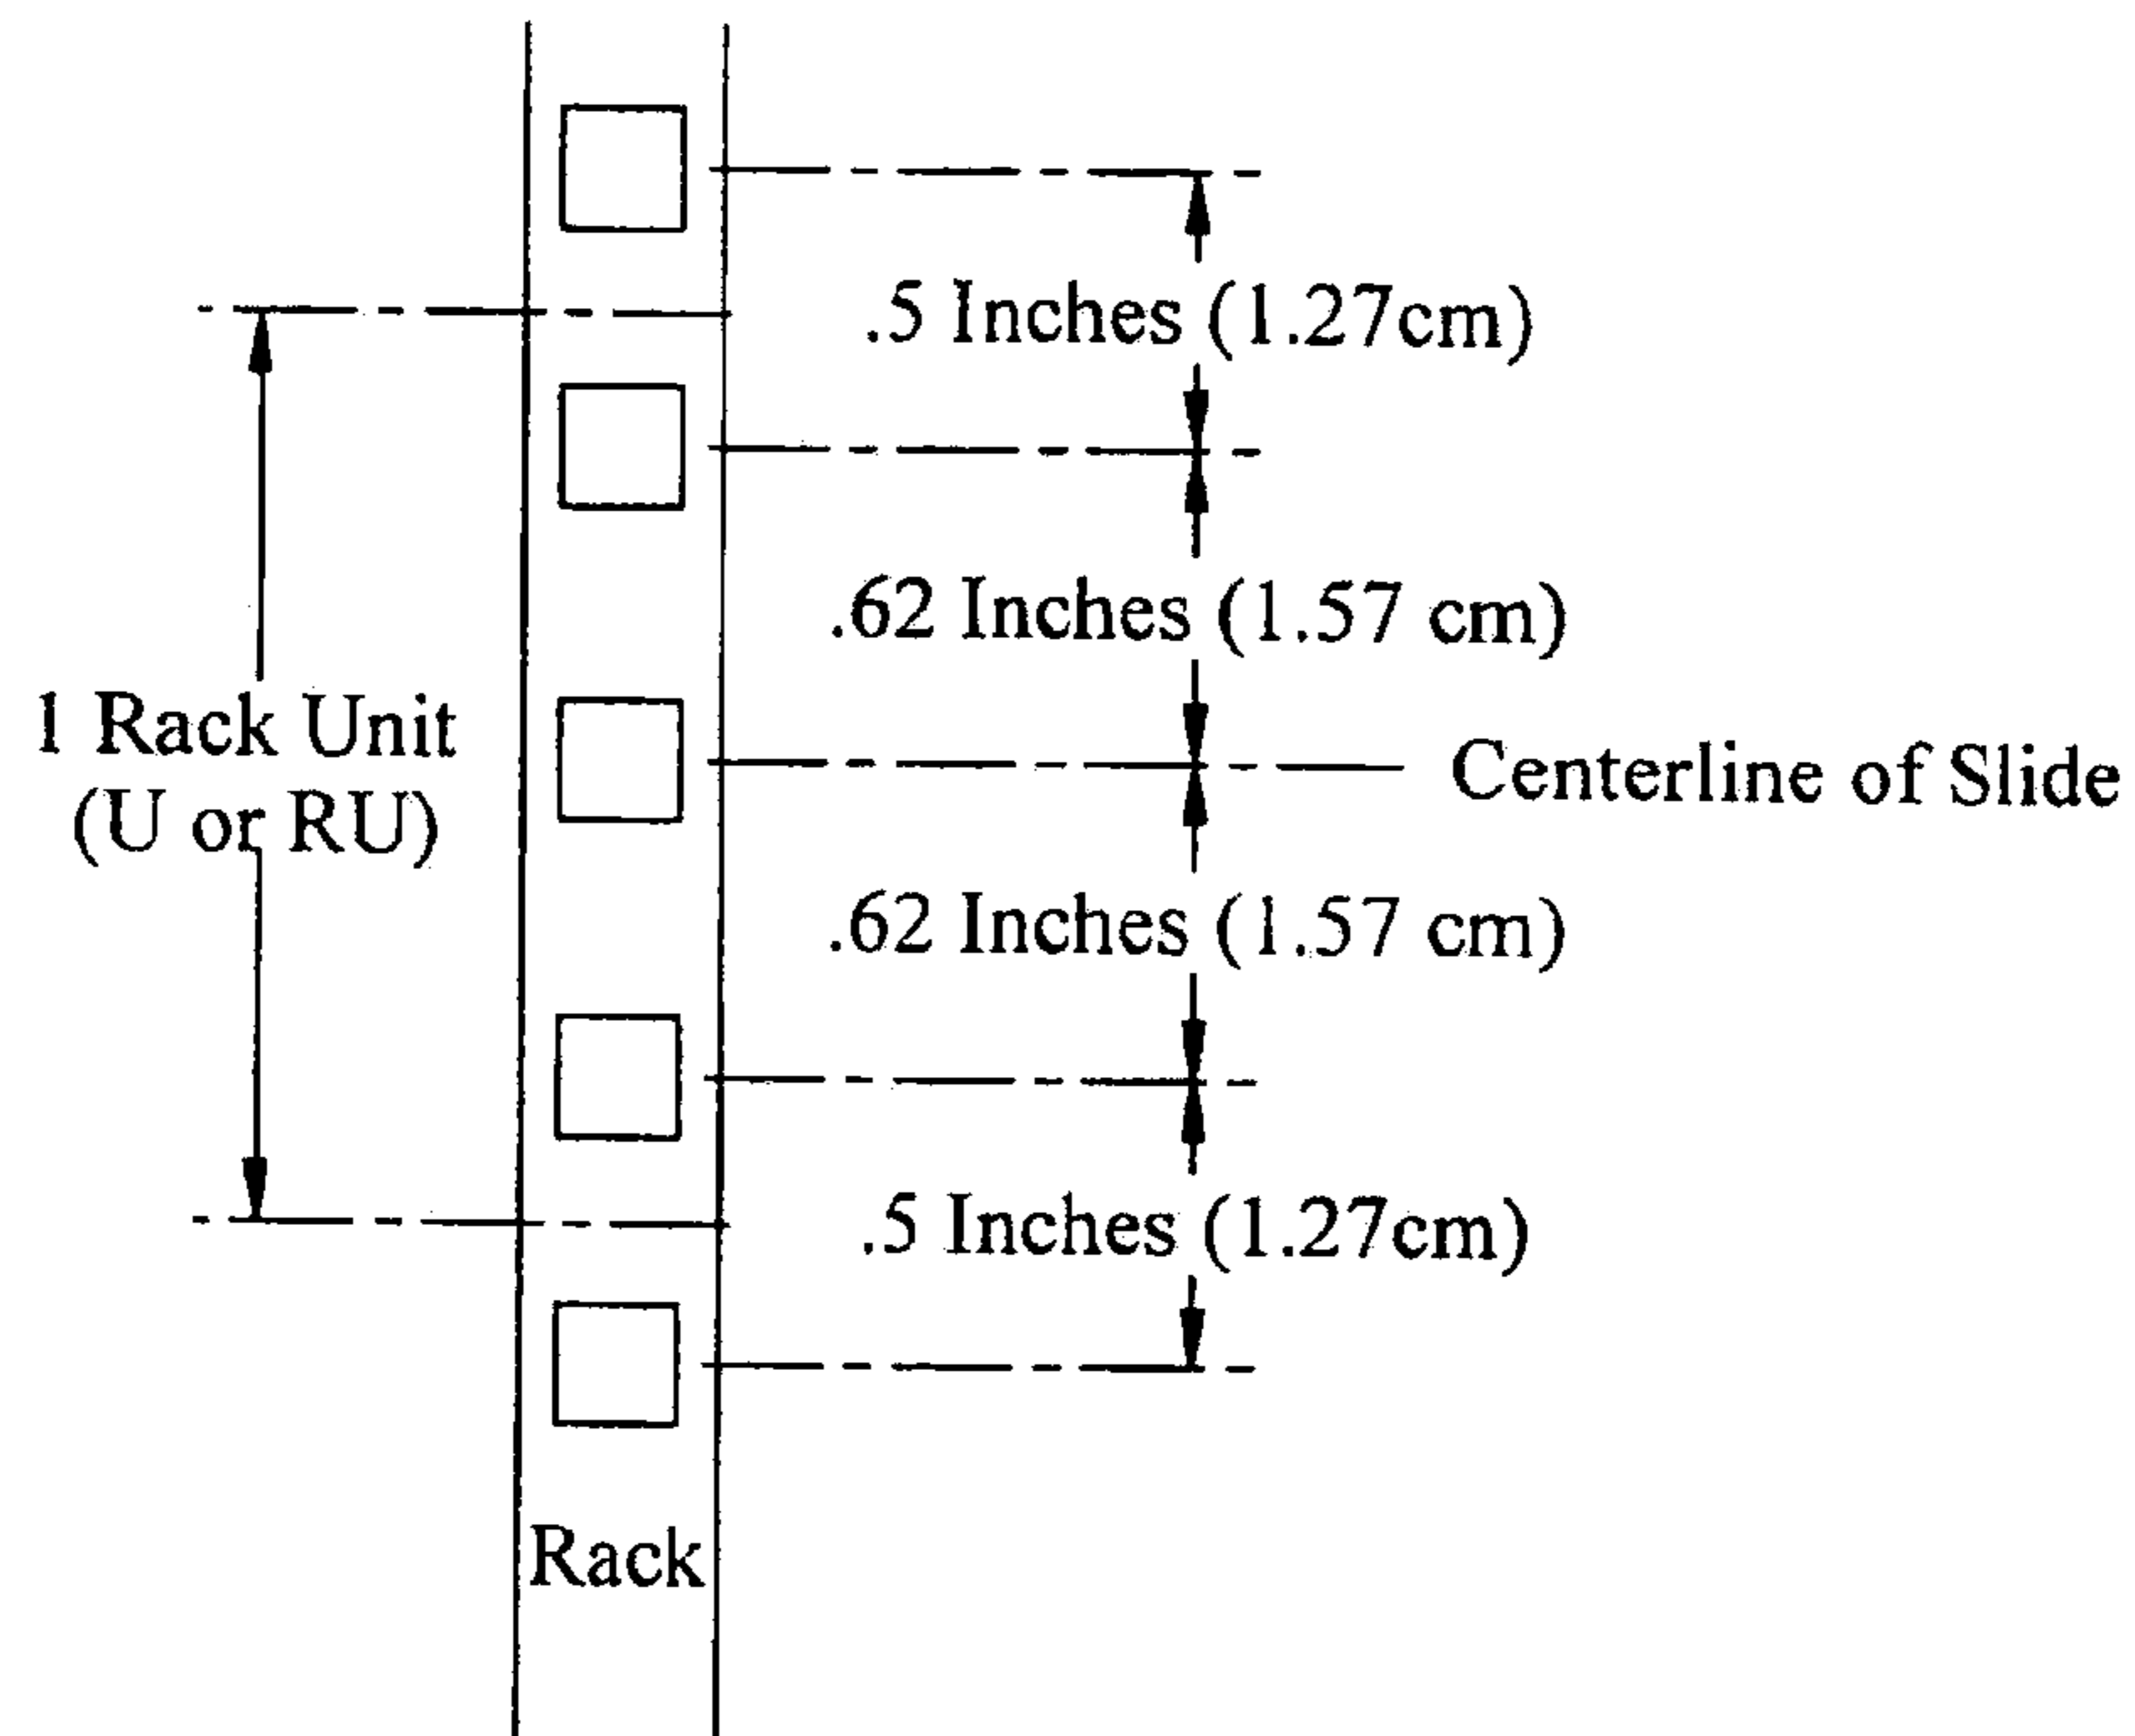 .5 Inches (1.27cm)
.62 Inches (1.57 cm)
1 Rack Unit
(U or RU)
Centerline of Slide
.62 Inches (1.57 cm)
.5 Inches (1.27cm)
Rack